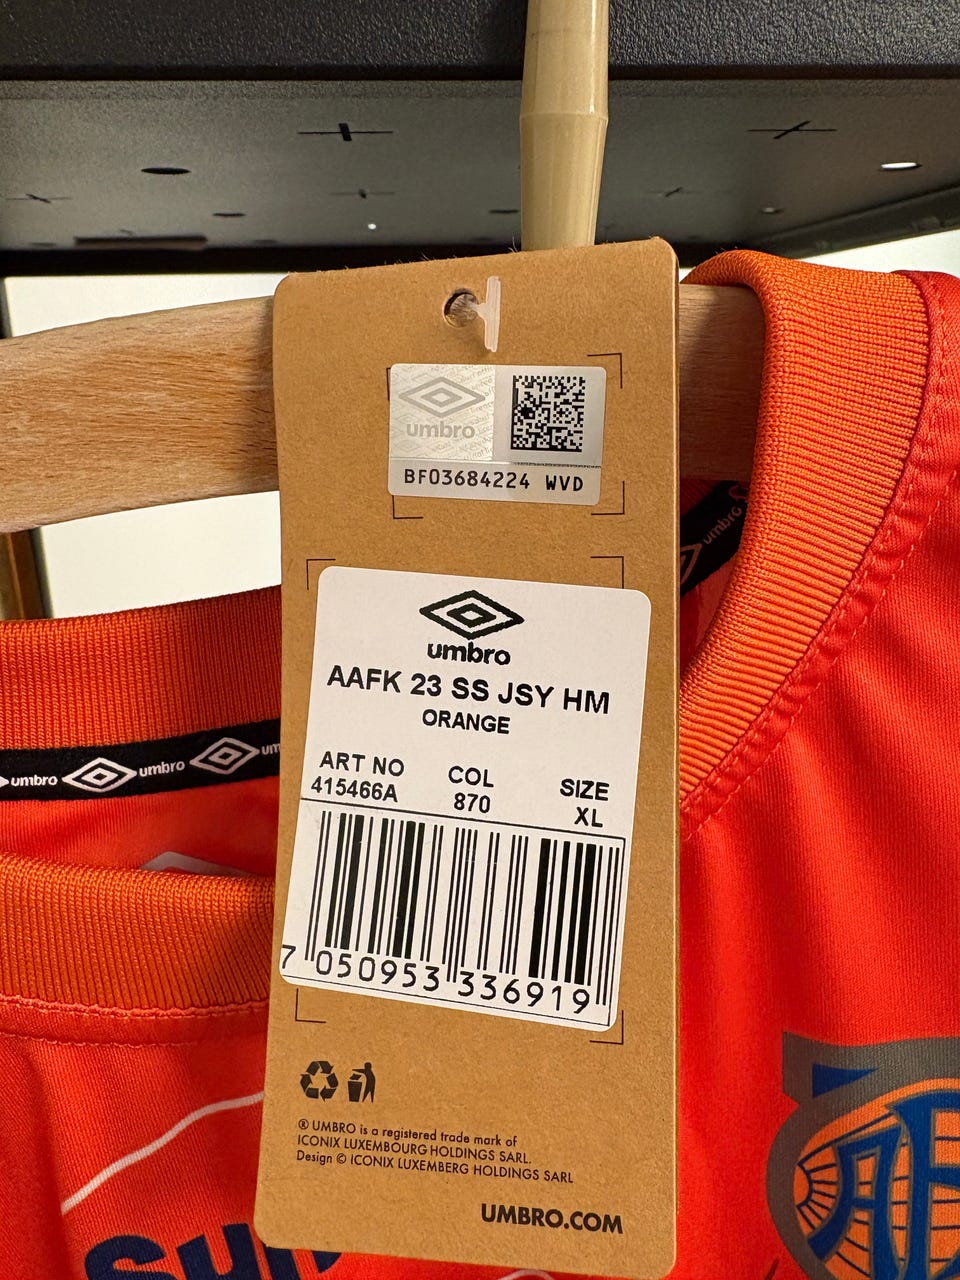 umbro
BF03684224 WVD
umbro
AAFK 23 SS JSY HM
ORANGE
ART NO COL SIZE
415466A 870 XL
7 050953 336919
® UMBRO is a registered trade mark of
ICONIX LUXEMBOURG HOLDINGS SARL.
Design © ICONIX LUXEMBERG HOLDINGS SARL
UMBRO.COM
umbro
umbro umbro um